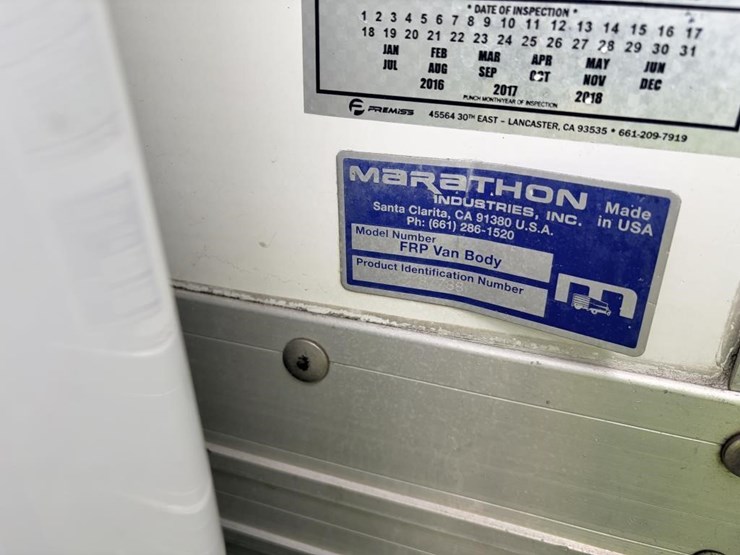 * DATE OF INSPECTION *
1 2 3 4 5 6 7 8 9 10 11 12 13 14 15 16 17
18 19 20 21 22 23 24 25 26 27 28 29 30 31
JAN FEB MAR APR MAY JUN
JUL AUG SEP OCT NOV DEC
2016 2017 2018
PUNCH MONTH/YEAR OF INSPECTION
PREMISS 45564 30TH EAST - LANCASTER, CA 93535 * 661-209-7919
MARATHON
INDUSTRIES, INC.
Made
in USA
Santa Clarita, CA 91380 U.S.A.
Ph: (661) 286-1520
Model Number
FRP Van Body
Product Identification Number
m